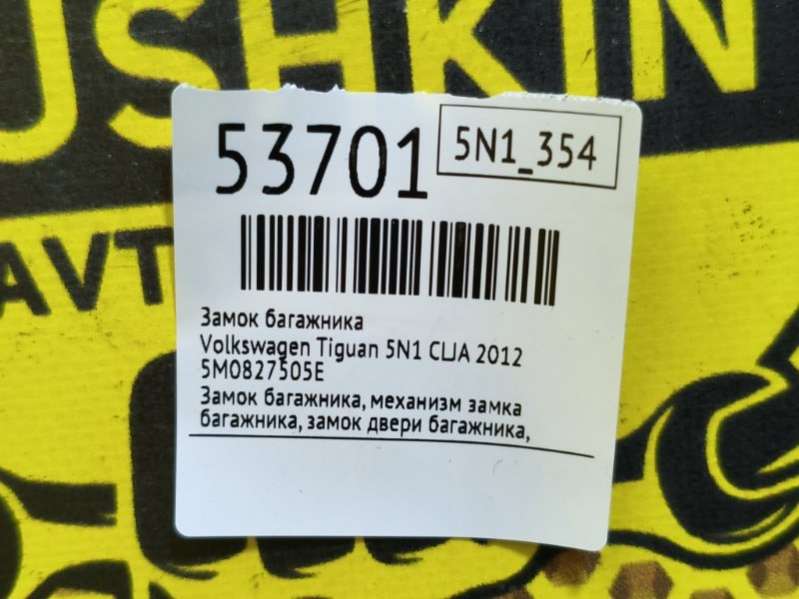 USHKIN
АВТ
53701
5N1_354
Замок багажника
Volkswagen Tiguan 5N1 CLJA 2012
5M0827505E
Замок багажника, механизм замка
багажника, замок двери багажника,